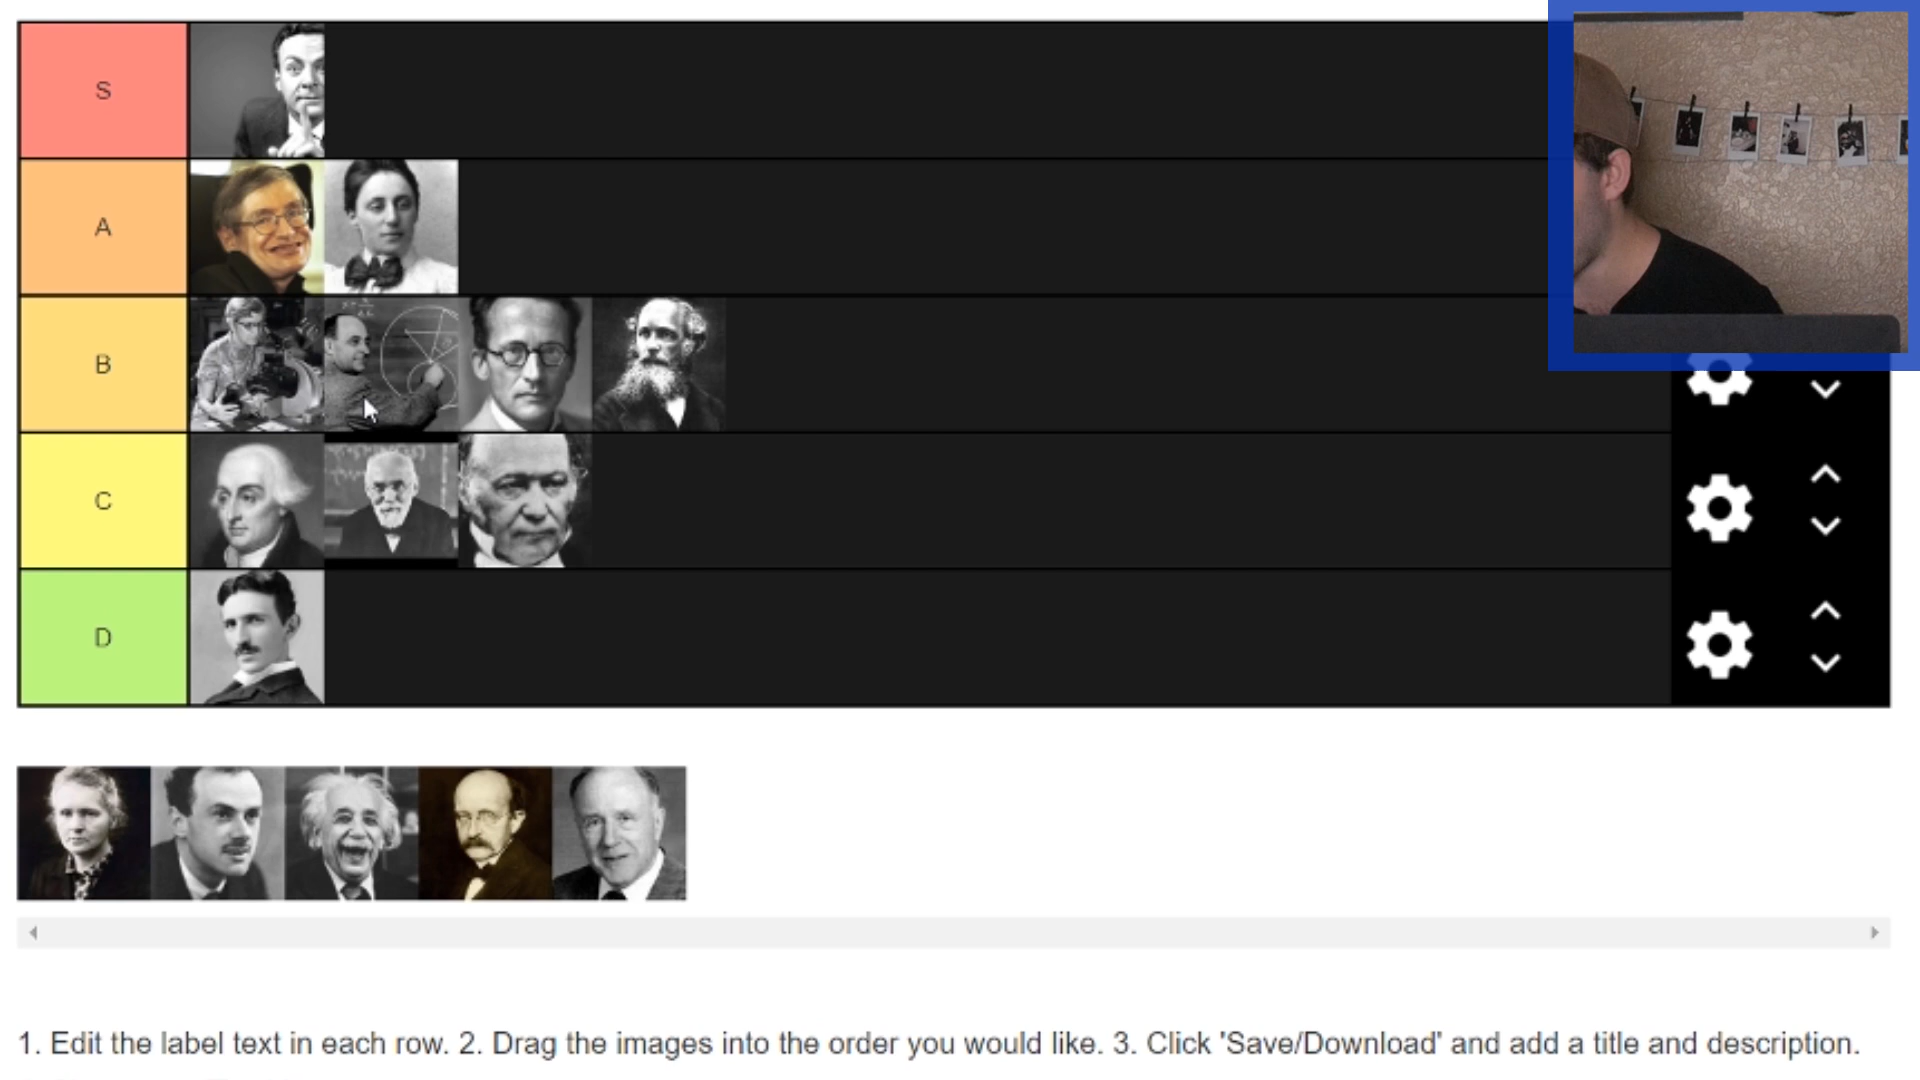 S
A
B
C
D
1. Edit the label text in each row. 2. Drag the images into the order you would like. 3. Click 'Save/Download' and add a title and description.